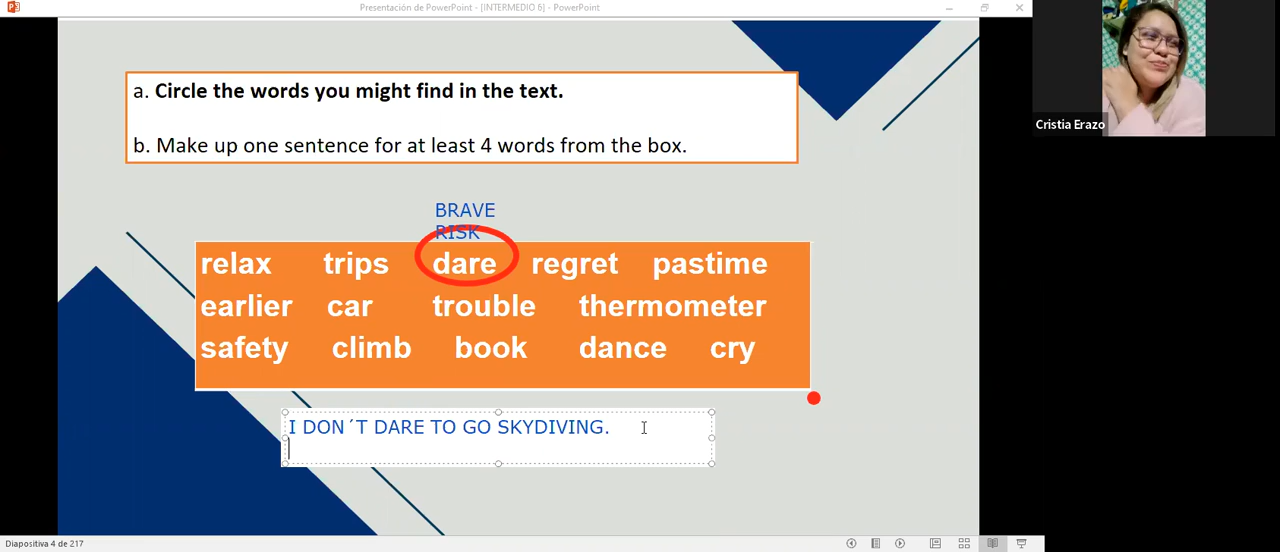 Presentación de PowerPoint - [INTERMEDIO 6] - PowerPoint
a. Circle the words you might find in the text.
b. Make up one sentence for at least 4 words from the box.
Cristia Erazo
BRAVE
RISK
relax trips dare regret pastime
earlier car trouble thermometer
safety climb book dance cry
I DON´T DARE TO GO SKYDIVING.
Diapositiva 4 de 217